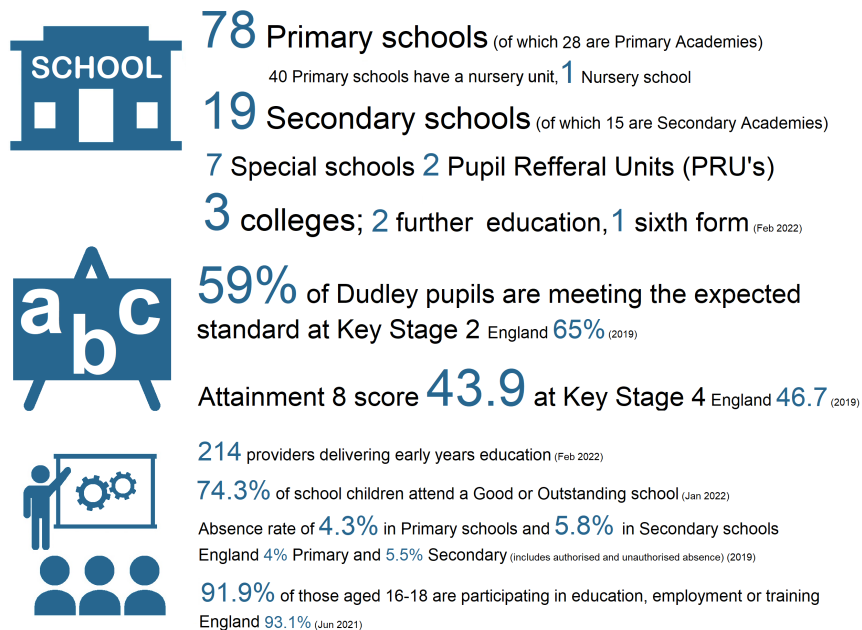 SCHOOL
78 Primary schools (of which 28 are Primary Academies)
40 Primary schools have a nursery unit, 1 Nursery school
19 Secondary schools (of which 15 are Secondary Academies)
7 Special schools 2 Pupil Refferal Units (PRU's)
3 colleges; 2 further education, 1 sixth form (Feb 2022)
a b c
59% of Dudley pupils are meeting the expected
standard at Key Stage 2 England 65% (2019)
Attainment 8 score 43.9 at Key Stage 4 England 46.7 (2019)
214 providers delivering early years education (Feb 2022)
74.3% of school children attend a Good or Outstanding school (Jan 2022)
Absence rate of 4.3% in Primary schools and 5.8% in Secondary schools
England 4% Primary and 5.5% Secondary (includes authorised and unauthorised absence) (2019)
91.9% of those aged 16-18 are participating in education, employment or training
England 93.1% (Jun 2021)